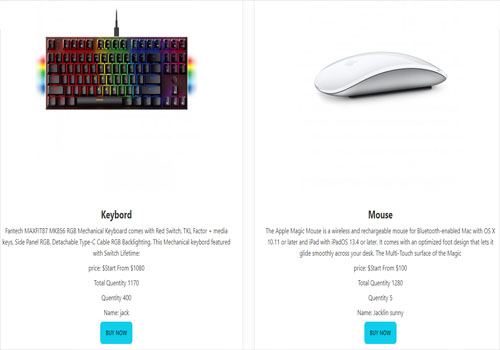 Keybord
Fantech MAXFIT87 MK856 RGB Mechanical Keyboard comes with Red Switch, TKL Factor + media
keys, Side Panel RGB, Detachable Type-C Cable RGB Backlighting. This Mechanical keybord featured
with Switch Lifetime:
price: $Start From $1080
Total Quentity 1170
Quentity 400
Name: jack
BUY NOW
Mouse
The Apple Magic Mouse is a wireless and rechargeable mouse for Bluetooth-enabled Mac with OS X
10.11 or later and iPad with iPadOS 13.4 or later. It comes with an optimized foot design that lets it
glide smoothly across your desk. The Multi-Touch surface of the Magic
price: $Start From $100
Total Quentity 1280
Quentity 5
Name: Jacklin sunny
BUY NOW